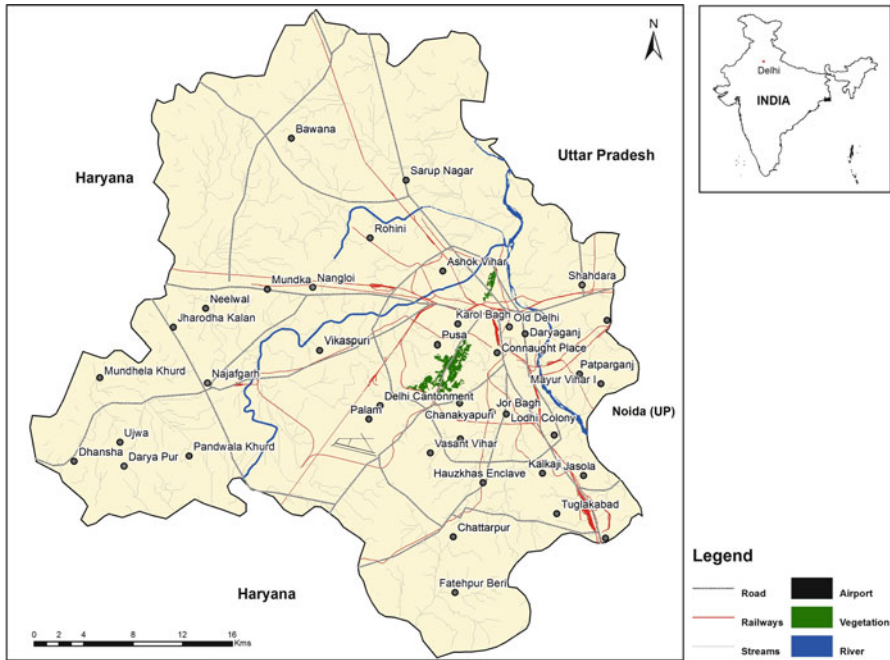 N
Delhi
INDIA
Bawana
Haryana
Uttar Pradesh
Sarup Nagar
Rohini
Ashok Vihar
Shahdara
Mundka
Nangloi
Neelwal
Jharodha Kalan
Karol Bagh
Old Delhi
Daryaganj
Pusa
Vikaspuri
Connaught Place
Mundhela Khurd
Najafgarh
Patparganj
Mayur Vihar I
Delhi Cantonment
Palam
Chanakyapuri
Jor Bagh
Lodhi Colony
Noida (UP)
Ujwa
Dhansha
Darya Pur
Pandwala Khurd
Vasant Vihar
Hauzkhas Enclave
Kalkaji
Jasola
Tuglakabad
Chattarpur
Fatehpur Beri
Haryana
0 2 4 8 12 16
Kms
Legend
Road
Airport
Railways
Vegetation
Streams
River